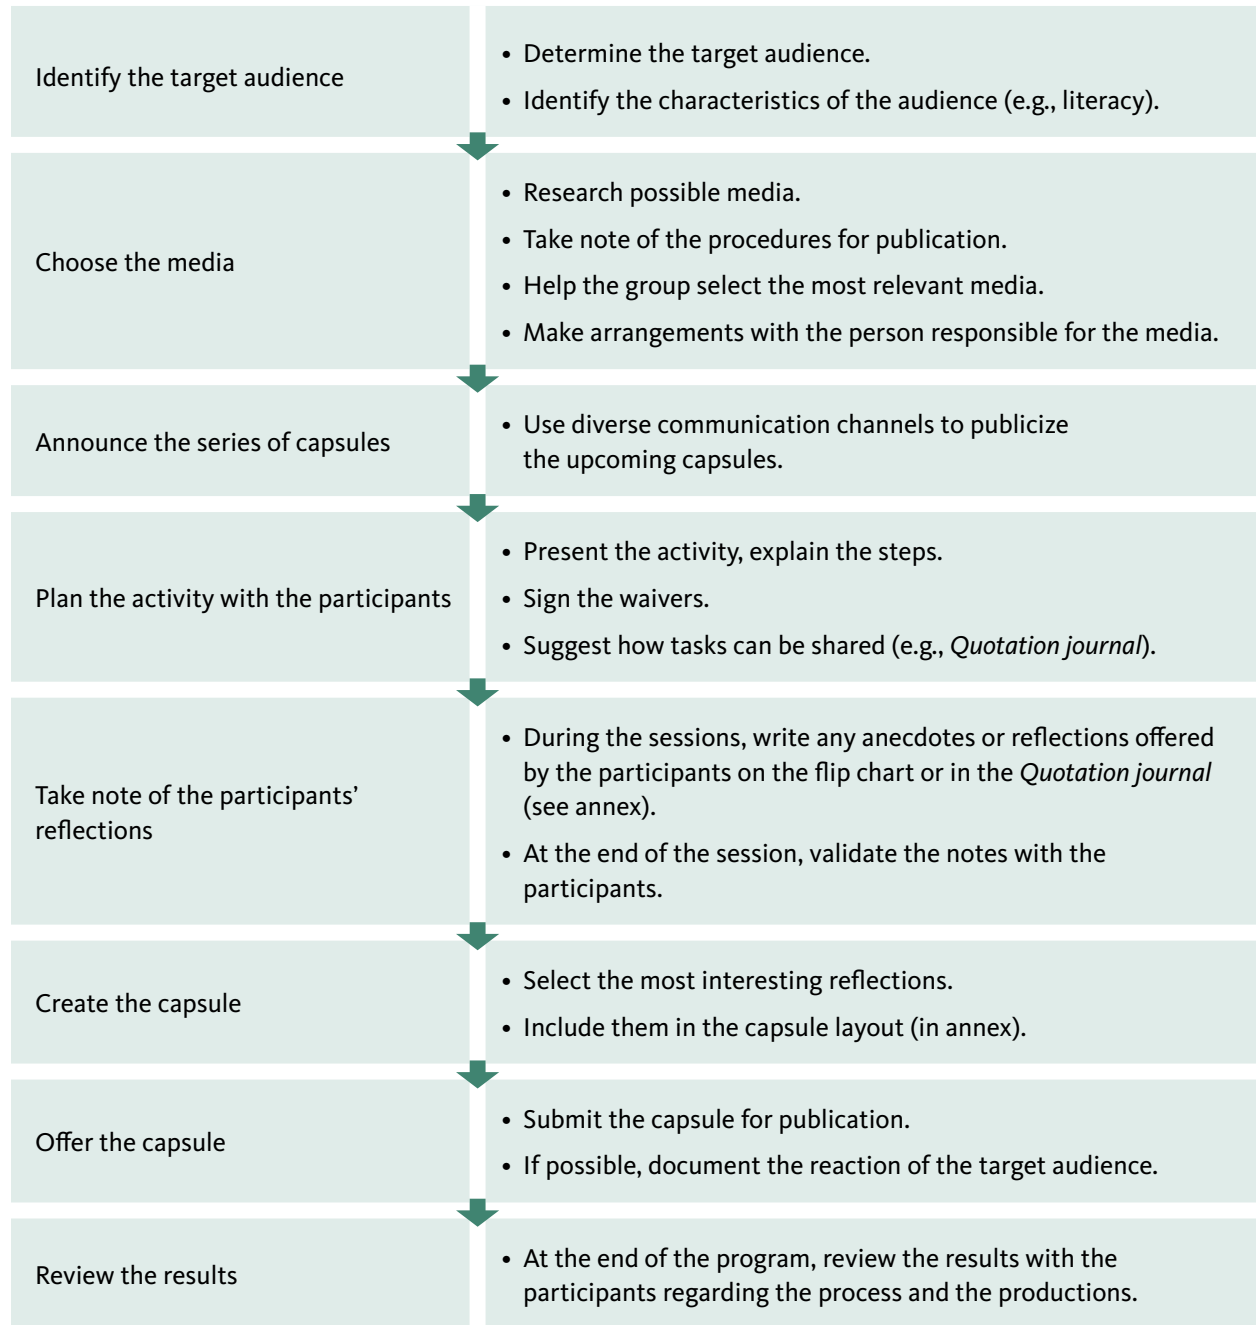 Identify the target audience
• Determine the target audience.
• Identify the characteristics of the audience (e.g., literacy).
Choose the media
• Research possible media.
• Take note of the procedures for publication.
• Help the group select the most relevant media.
• Make arrangements with the person responsible for the media.
Announce the series of capsules
• Use diverse communication channels to publicize
the upcoming capsules.
Plan the activity with the participants
• Present the activity, explain the steps.
• Sign the waivers.
• Suggest how tasks can be shared (e.g., Quotation journal).
Take note of the participants’
reflections
• During the sessions, write any anecdotes or reflections offered
by the participants on the flip chart or in the Quotation journal
(see annex).
• At the end of the session, validate the notes with the
participants.
Create the capsule
• Select the most interesting reflections.
• Include them in the capsule layout (in annex).
Offer the capsule
• Submit the capsule for publication.
• If possible, document the reaction of the target audience.
Review the results
• At the end of the program, review the results with the
participants regarding the process and the productions.